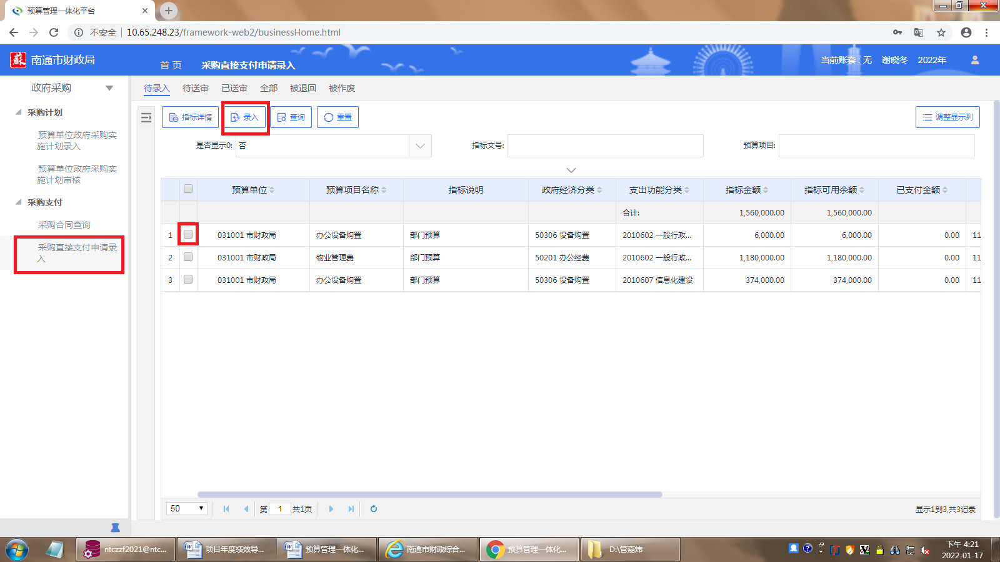 预算管理一体化平台
不安全 10.65.248.23/framework-web2/businessHome.html
蘇 南通市财政局 首 页 采购直接支付申请录入 当前账套 : 无 谢晓冬 2022年
政府采购
采购计划
预算单位政府采购实
施计划录入
预算单位政府采购实
施计划审核
采购支付
采购合同查询
采购直接支付申请录
入
待录入 待送审 已送审 全部 被退回 被作废
指标详情 录入 查询 重置 调整显示列
是否显示0: 否 指标文号: 预算项目:
预算单位 预算项目名称 指标说明 政府经济分类 支出功能分类 指标金额 指标可用余额 已支付金额
合计: 1,560,000.00 1,560,000.00
1 031001 市财政局 办公设备购置 部门预算 50306 设备购置 2010602 一般行政... 6,000.00 6,000.00 0.00 11
2 031001 市财政局 物业管理费 部门预算 50201 办公经费 2010602 一般行政... 1,180,000.00 1,180,000.00 0.00 11
3 031001 市财政局 办公设备购置 部门预算 50306 设备购置 2010607 信息化建设 374,000.00 374,000.00 0.00 11
50 第 1 共1页 显示1到3,共3记录
ntczzf2021@ntc... 项目年度绩效导... 预算管理一体化... 南通市财政综合... 预算管理一体化... D:\管嘉炜
下午 4:21
2022-01-17